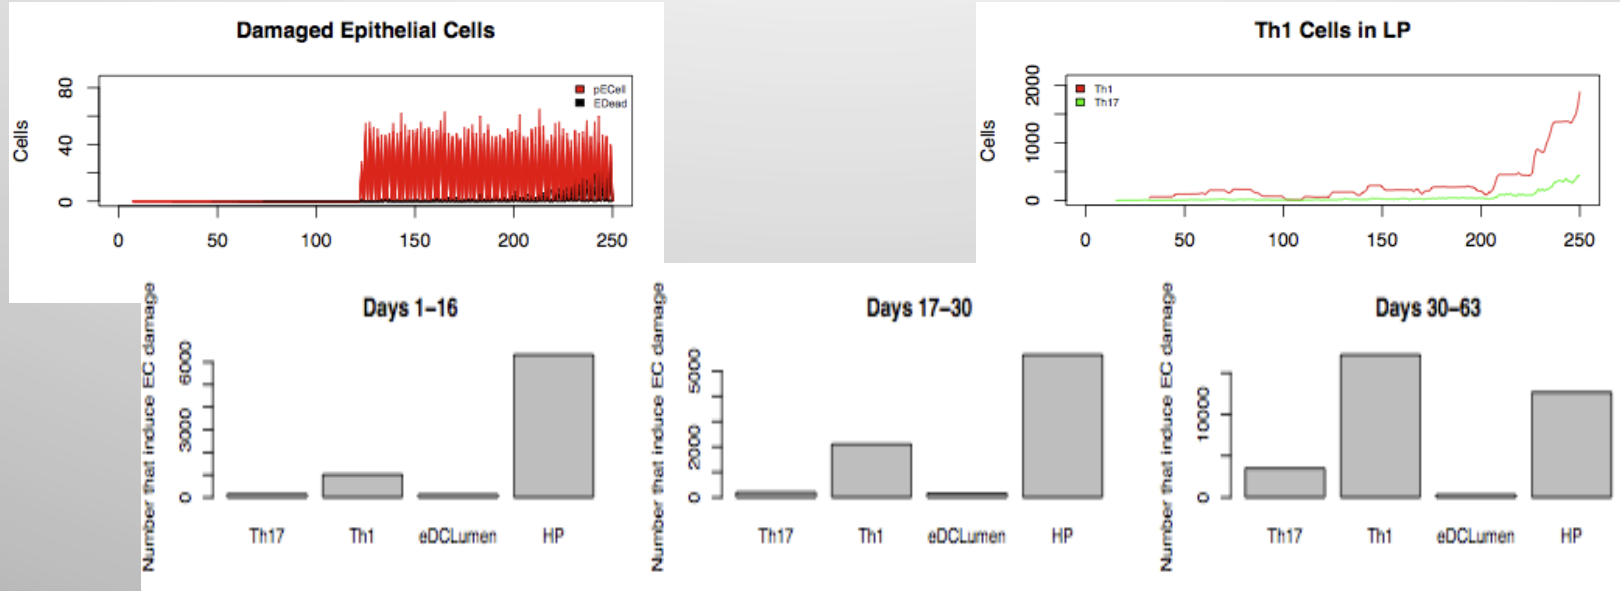 Damaged Epithelial Cells
Cells
80
40
0
pECell
EDead
0 50 100 150 200 250
Th1 Cells in LP
Cells
2000
1000
0
Th1
Th17
0 50 100 150 200 250
Days 1–16
Number that induce EC damage
6000
3000
0
Th17 Th1 eDCLumen HP
Days 17–30
Number that induce EC damage
5000
2000
0
Th17 Th1 eDCLumen HP
Days 30–63
Number that induce EC damage
10000
0
Th17 Th1 eDCLumen HP